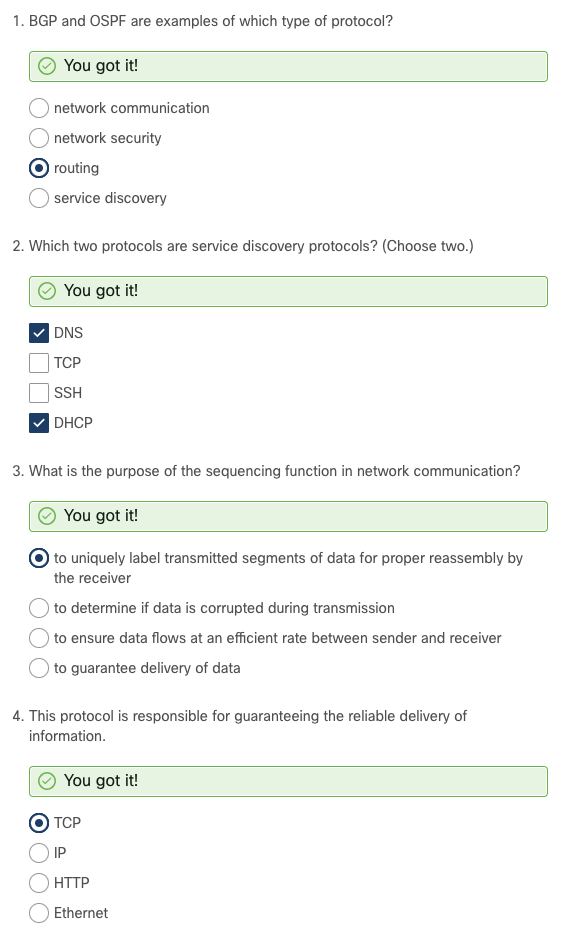 1. BGP and OSPF are examples of which type of protocol?
You got it!
network communication
network security
routing
service discovery
2. Which two protocols are service discovery protocols? (Choose two.)
You got it!
DNS
TCP
SSH
DHCP
3. What is the purpose of the sequencing function in network communication?
You got it!
to uniquely label transmitted segments of data for proper reassembly by
the receiver
to determine if data is corrupted during transmission
to ensure data flows at an efficient rate between sender and receiver
to guarantee delivery of data
4. This protocol is responsible for guaranteeing the reliable delivery of
information.
You got it!
TCP
IP
HTTP
Ethernet